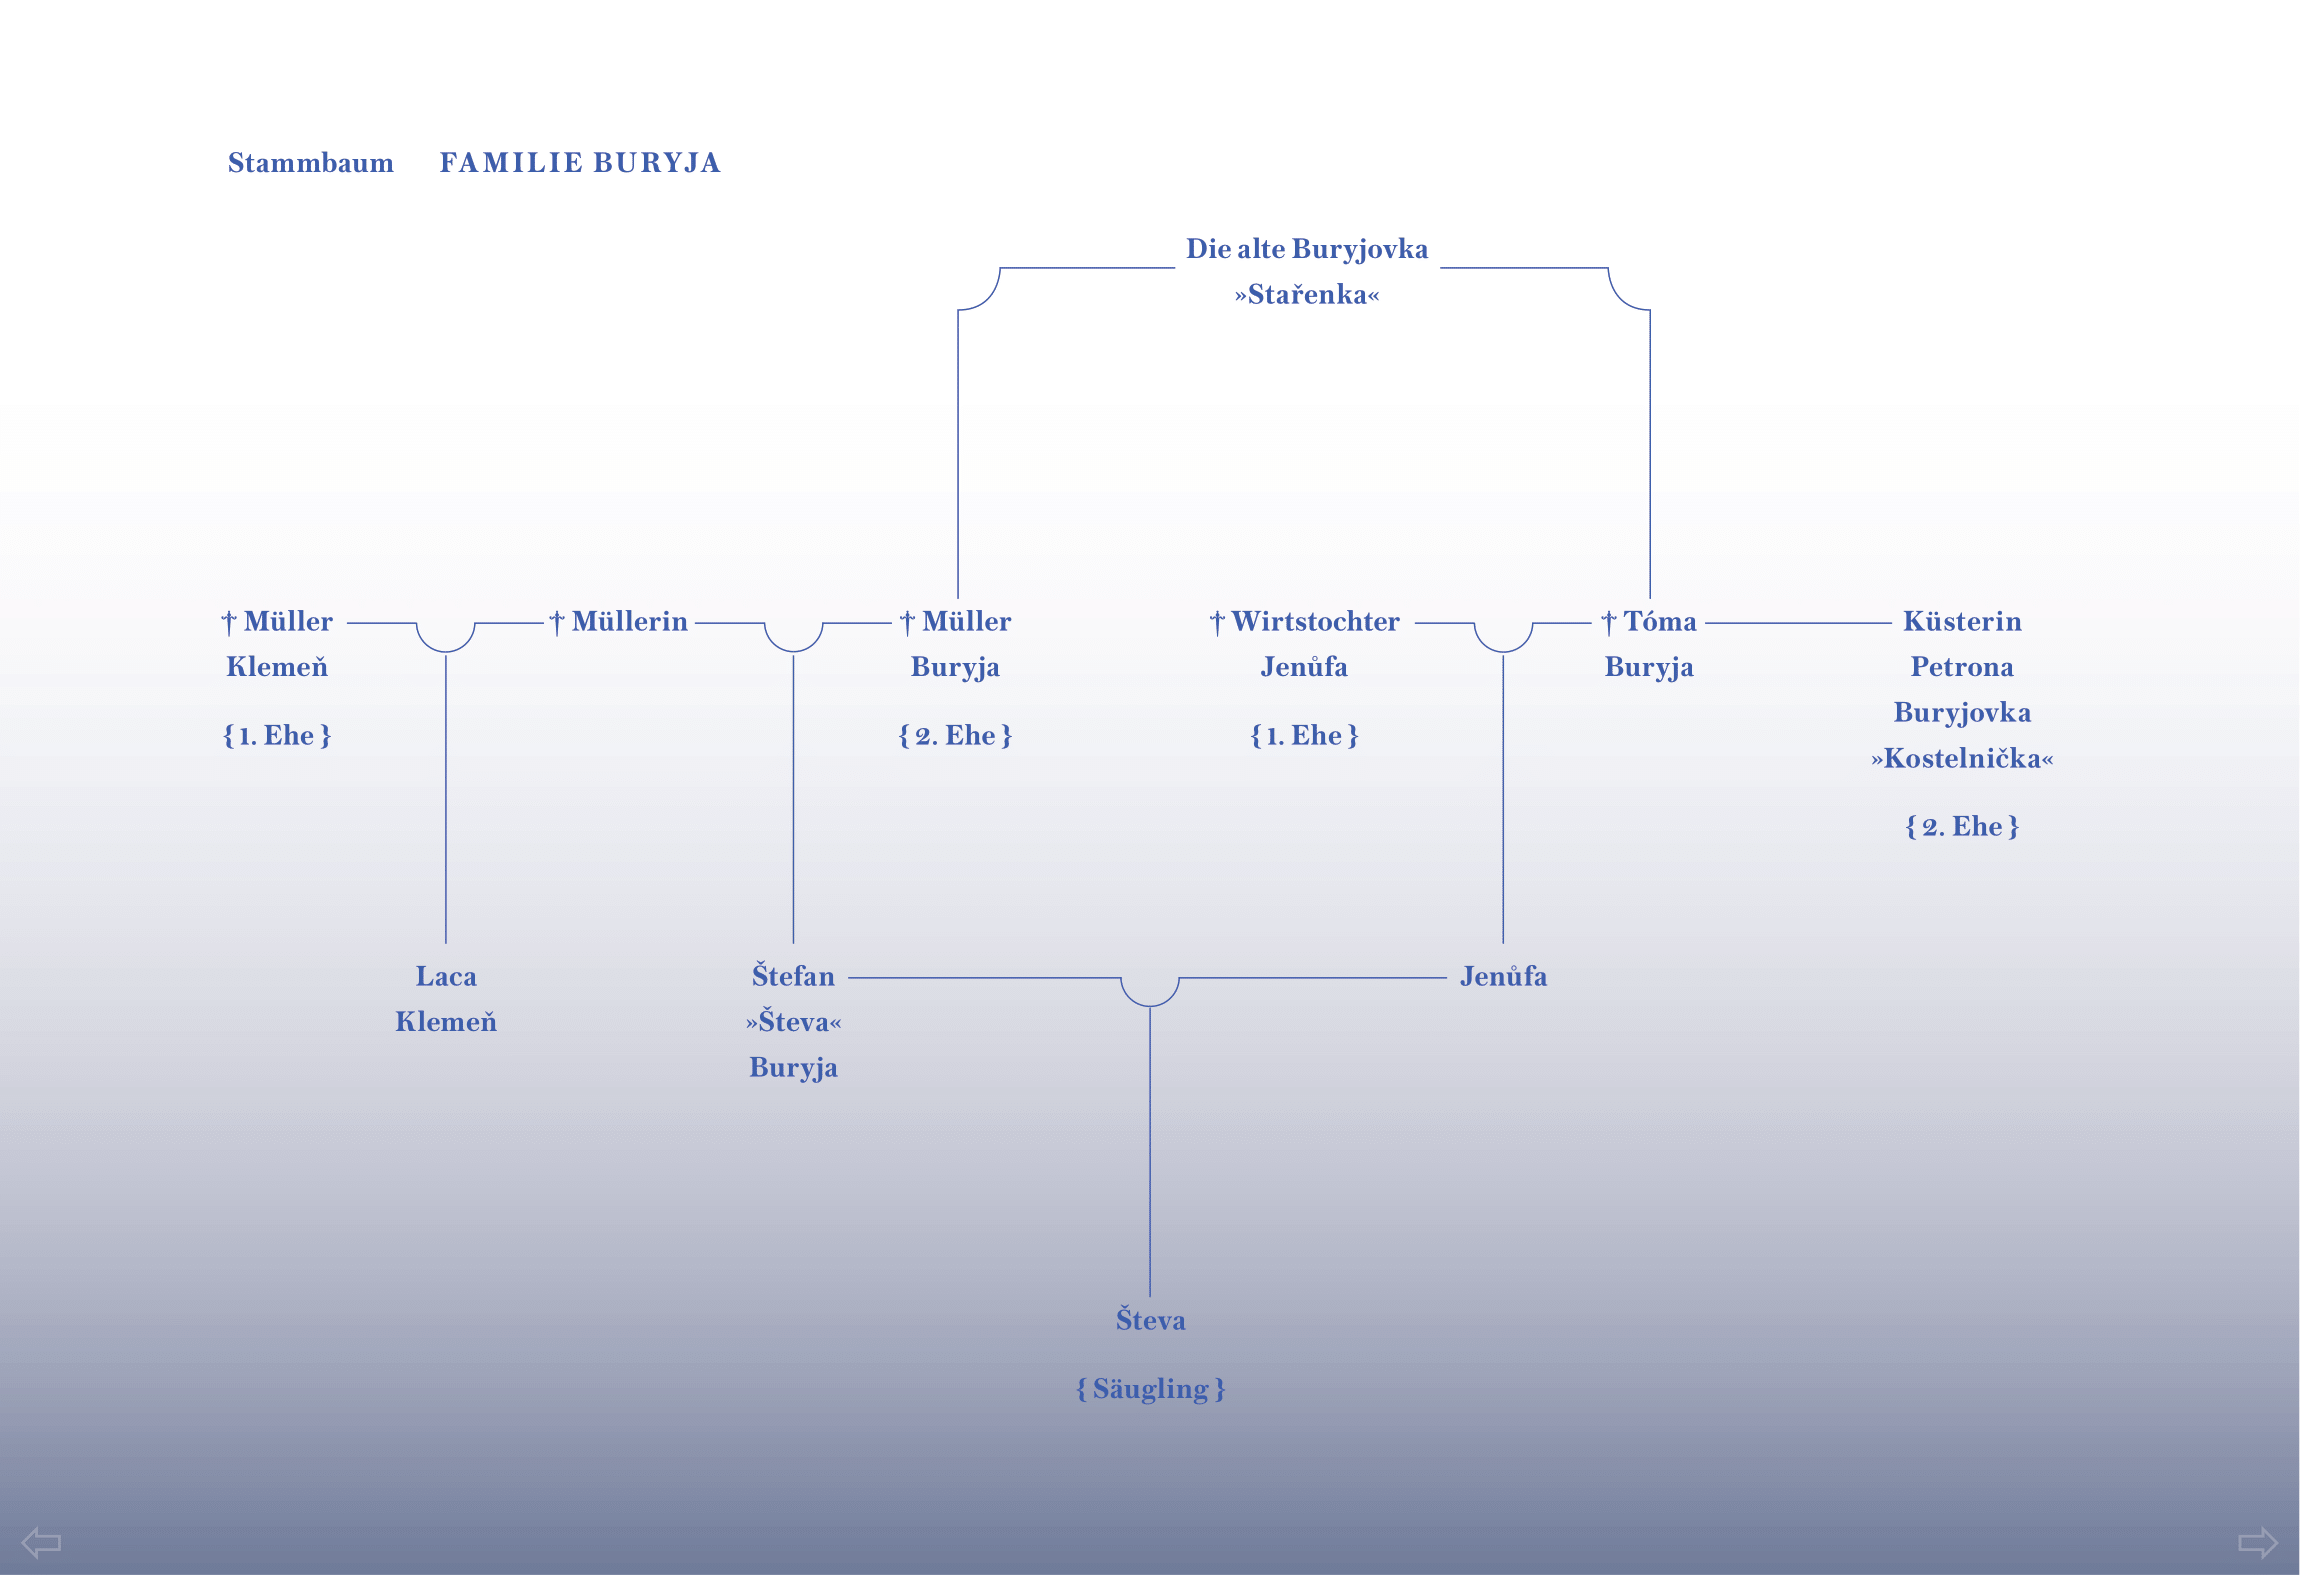 Stammbaum FAMILIE BURYJA
Die alte Buryjovka
»Stařenka«
† Müller
Klemeň
{ 1. Ehe }
† Müllerin
† Müller
Buryja
{ 2. Ehe }
† Wirtstochter
Jenůfa
{ 1. Ehe }
† Tóma
Buryja
Küsterin
Petrona
Buryjovka
»Kostelnička«
{ 2. Ehe }
Laca
Klemeň
Štefan
»Števa«
Buryja
Jenůfa
Števa
{ Säugling }